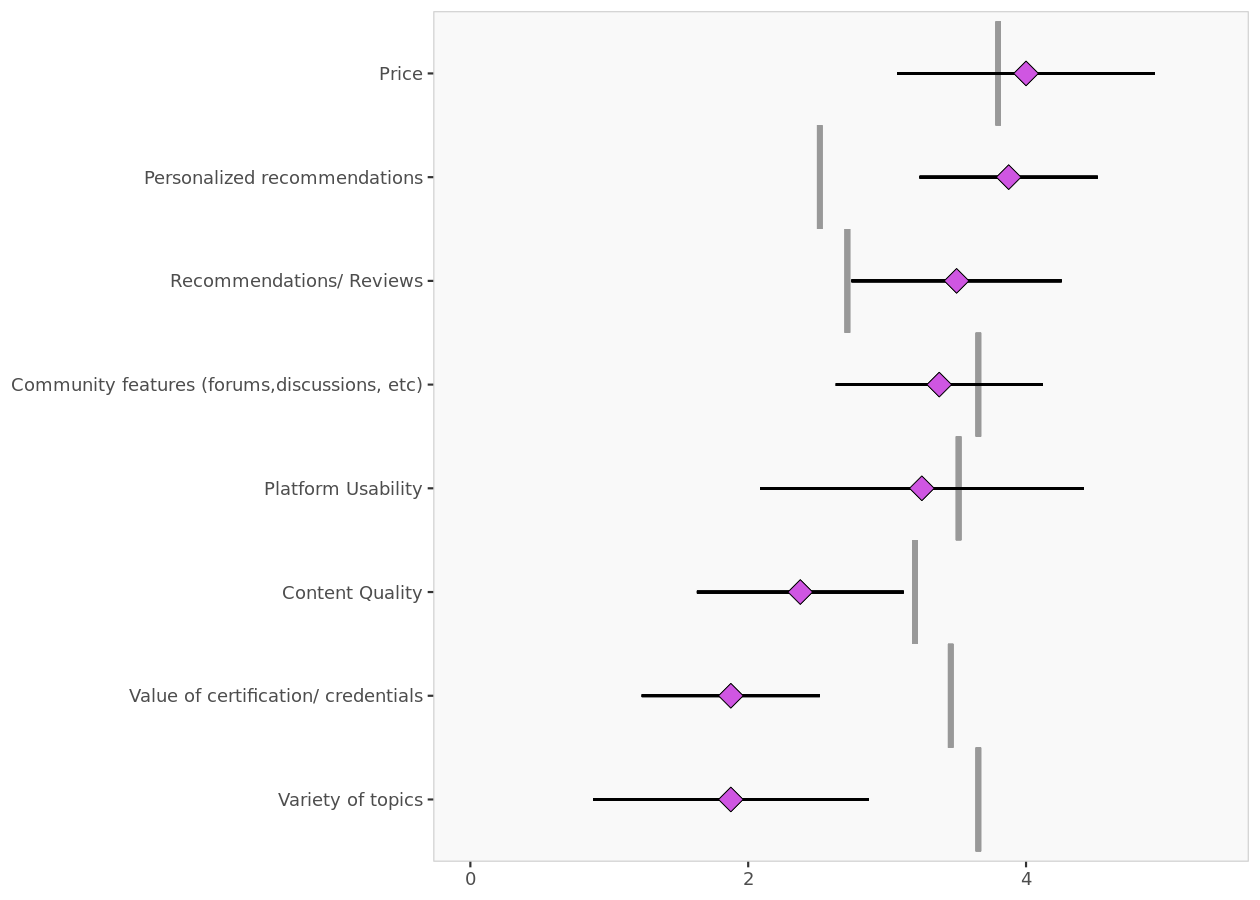 Price
Personalized recommendations
Recommendations/ Reviews
Community features (forums,discussions, etc)
Platform Usability
Content Quality
Value of certification/ credentials
Variety of topics
0 2 4